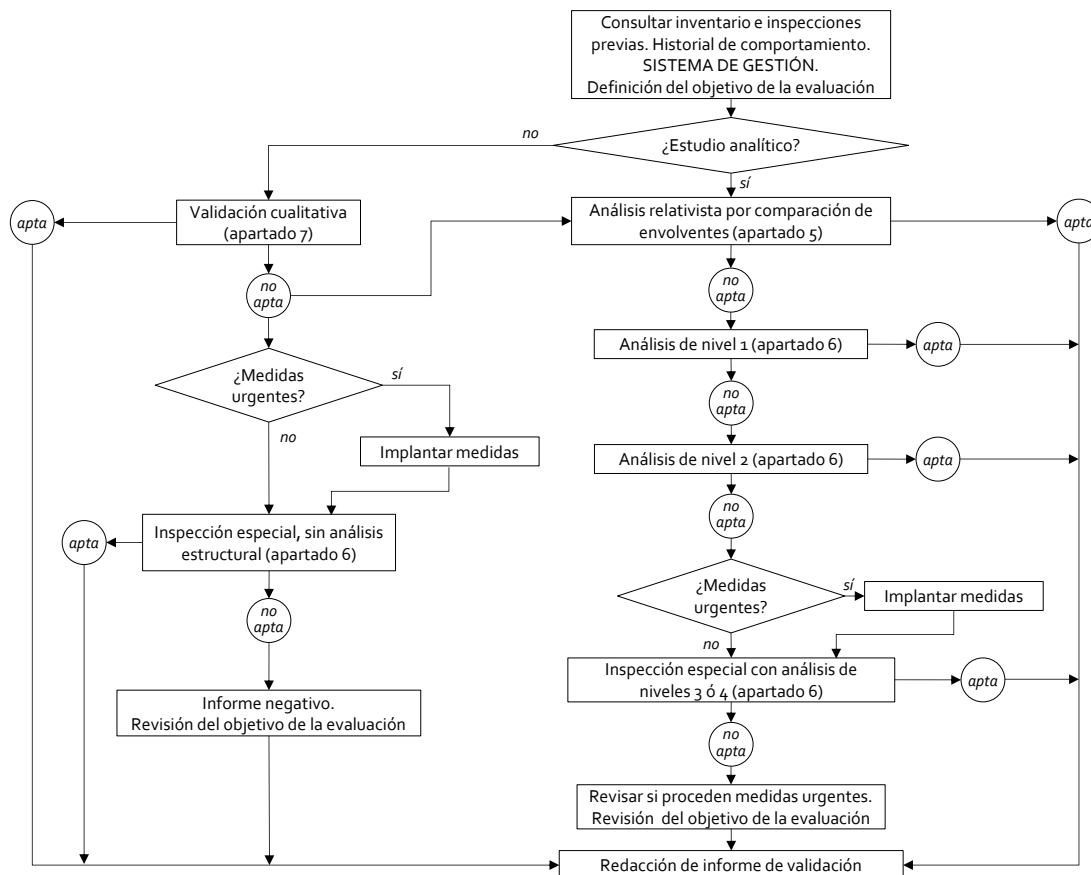 Consultar inventario e inspecciones
previas. Historial de comportamiento.
SISTEMA DE GESTIÓN.
Definición del objetivo de la evaluación
no
¿Estudio analítico?
sí
apta
Validación cualitativa
(apartado 7)
Análisis relativista por comparación de
envolventes (apartado 5)
apta
no
apta
no
apta
Análisis de nivel 1 (apartado 6)
apta
¿Medidas
urgentes?
sí
no
apta
no
Implantar medidas
Análisis de nivel 2 (apartado 6)
apta
no
apta
apta
Inspección especial, sin análisis
estructural (apartado 6)
¿Medidas
urgentes?
sí
Implantar medidas
no
apta
no
Inspección especial con análisis de
niveles 3 ó 4 (apartado 6)
apta
Informe negativo.
Revisión del objetivo de la evaluación
no
apta
Revisar si proceden medidas urgentes.
Revisión del objetivo de la evaluación
Redacción de informe de validación